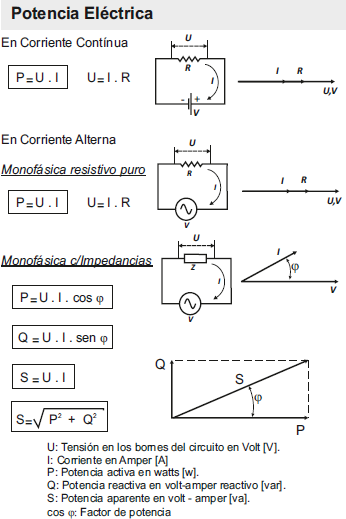 Potencia Eléctrica
En Corriente Contínua
P=U . I U=I . R
U
R
I
- +
V
I R
U,V
En Corriente Alterna
Monofásica resistivo puro
P=U . I U=I . R
U
R
I
V
I R
U,V
Monofásica c/Impedancias
U
Z
I
V
I
φ
V
P=U . I . cos φ
Q = U . I . sen φ
S = U . I
S=√ P² + Q²
Q
S
φ
P
U: Tensión en los bornes del circuito en Volt [V].
I: Corriente en Amper [A]
P: Potencia activa en watts [w].
Q: Potencia reactiva en volt-amper reactivo [var].
S: Potencia aparente en volt - amper [va].
cos φ: Factor de potencia